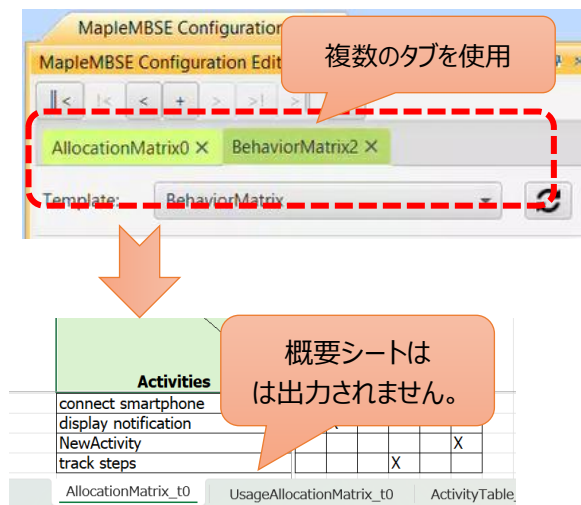 MapleMBSE Configuration
MapleMBSE Configuration Edit
複数のタブを使用
|< |< < + > >| >
AllocationMatrix0 × BehaviorMatrix2 ×
Template: BehaviorMatrix
概要シートは
は出力されません。
Activities
connect smartphone
display notification
NewActivity X
track steps X
AllocationMatrix_t0 UsageAllocationMatrix_t0 ActivityTable_